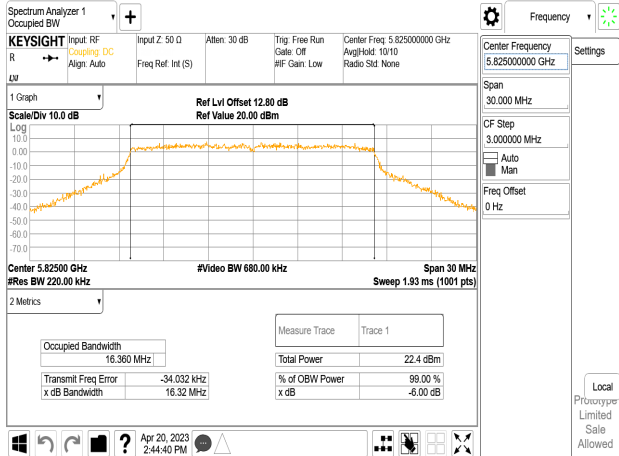 Spectrum Analyzer 1
Occupied BW
Frequency
KEYSIGHT
R
Input: RF
Coupling: DC
Align: Auto
Input Z: 50 Ω
Freq Ref: Int (S)
Atten: 30 dB
Trig: Free Run
Gate: Off
#IF Gain: Low
Center Freq: 5.825000000 GHz
Avg|Hold: 10/10
Radio Std: None
Center Frequency
5.825000000 GHz
Settings
Span
30.000 MHz
CF Step
3.000000 MHz
Auto
Man
Freq Offset
0 Hz
1 Graph
Ref Lvl Offset 12.80 dB
Scale/Div 10.0 dB
Ref Value 20.00 dBm
Log
10.0
0.00
-10.0
-20.0
-30.0
-40.0
-50.0
-60.0
-70.0
Center 5.82500 GHz
#Video BW 680.00 kHz
Span 30 MHz
#Res BW 220.00 kHz
Sweep 1.93 ms (1001 pts)
2 Metrics
Measure Trace
Trace 1
Occupied Bandwidth
16.360 MHz
Total Power
22.4 dBm
Transmit Freq Error
-34.032 kHz
% of OBW Power
99.00 %
x dB Bandwidth
16.32 MHz
x dB
-6.00 dB
Local
Prototype
Limited
Sale
Allowed
?
Apr 20, 2023
2:44:40 PM